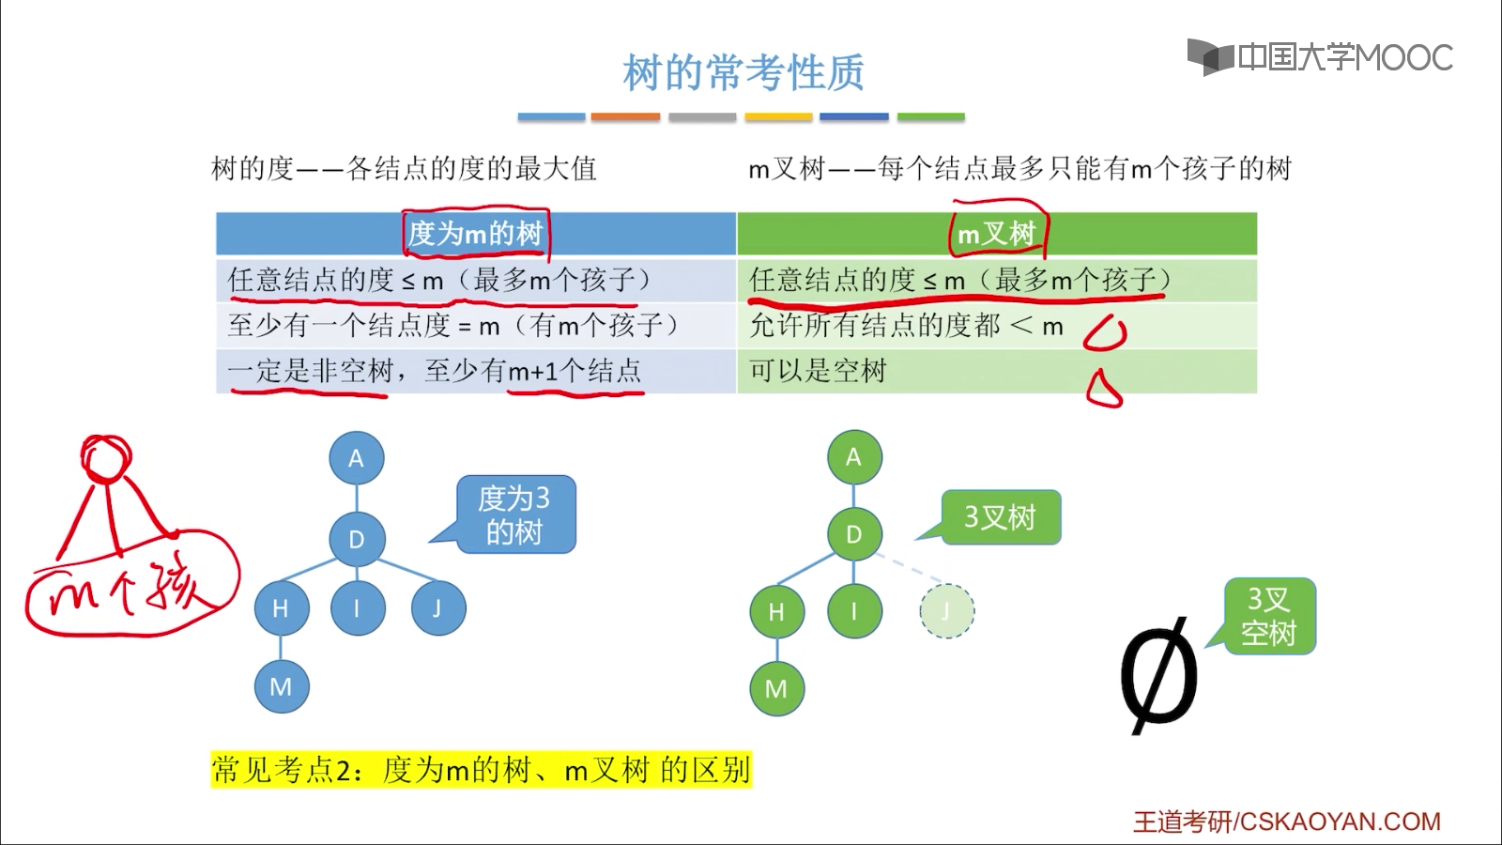 中国大学MOOC
树的常考性质
树的度——各结点的度的最大值
m叉树——每个结点最多只能有m个孩子的树
度为m的树
m叉树
任意结点的度 ≤ m（最多m个孩子）
任意结点的度 ≤ m（最多m个孩子）
至少有一个结点度 = m（有m个孩子）
允许所有结点的度都 < m
一定是非空树，至少有m+1个结点
可以是空树
A
D
H
I
J
M
度为3
的树
m个孩
A
D
H
I
J
M
3叉树
Ø
3叉
空树
常见考点2：度为m的树、m叉树 的区别
王道考研/CSKAOYAN.COM